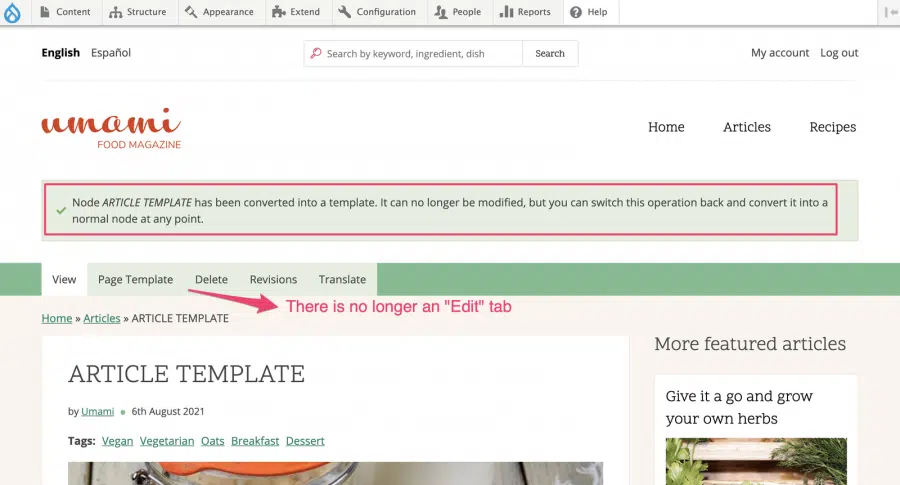 Content Structure Appearance Extend Configuration People Reports Help
English Español
Search by keyword, ingredient, dish Search
My account Log out
umami
FOOD MAGAZINE
Home Articles Recipes
Node ARTICLE TEMPLATE has been converted into a template. It can no longer be modified, but you can switch this operation back and convert it into a
normal node at any point.
View Page Template Delete Revisions Translate
There is no longer an "Edit" tab
Home » Articles » ARTICLE TEMPLATE
ARTICLE TEMPLATE
by Umami ● 6th August 2021
Tags: Vegan Vegetarian Oats Breakfast Dessert
More featured articles
Give it a go and grow
your own herbs